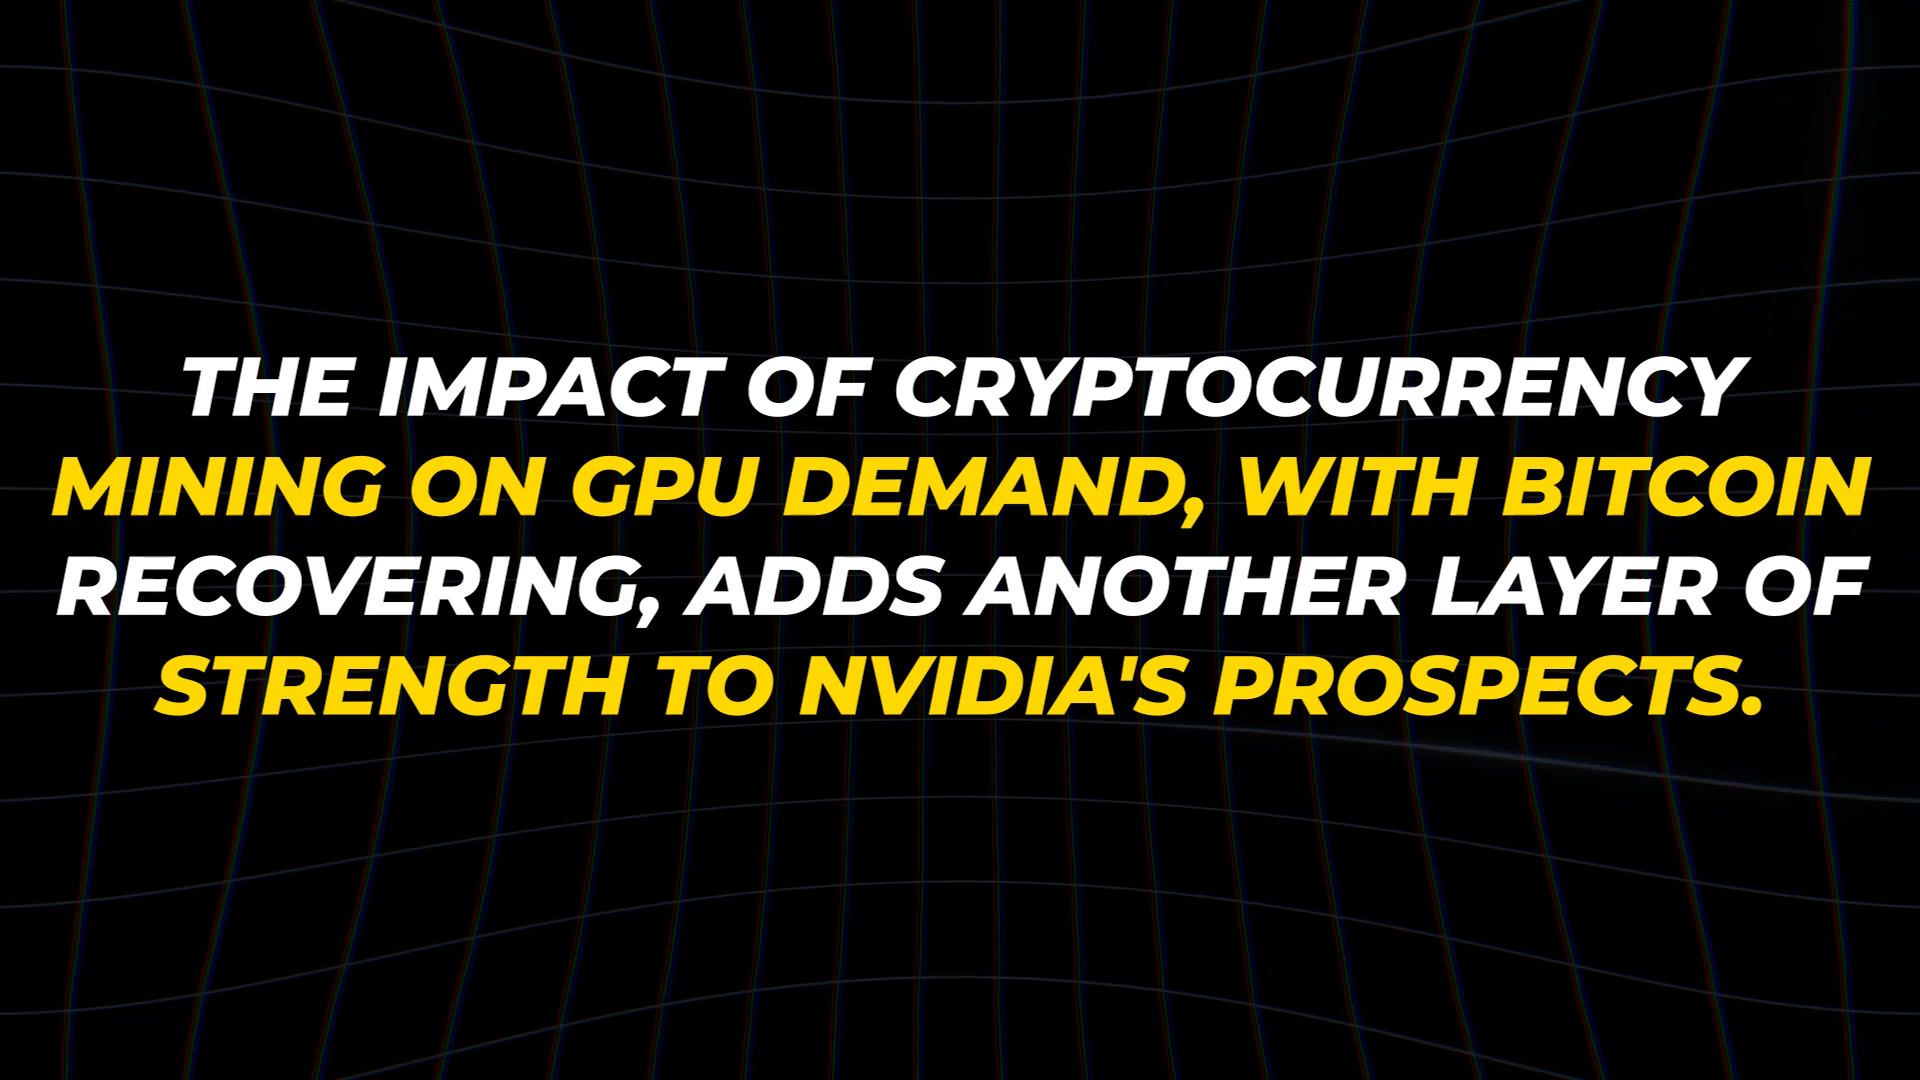 THE IMPACT OF CRYPTOCURRENCY
MINING ON GPU DEMAND, WITH BITCOIN
RECOVERING, ADDS ANOTHER LAYER OF
STRENGTH TO NVIDIA'S PROSPECTS.